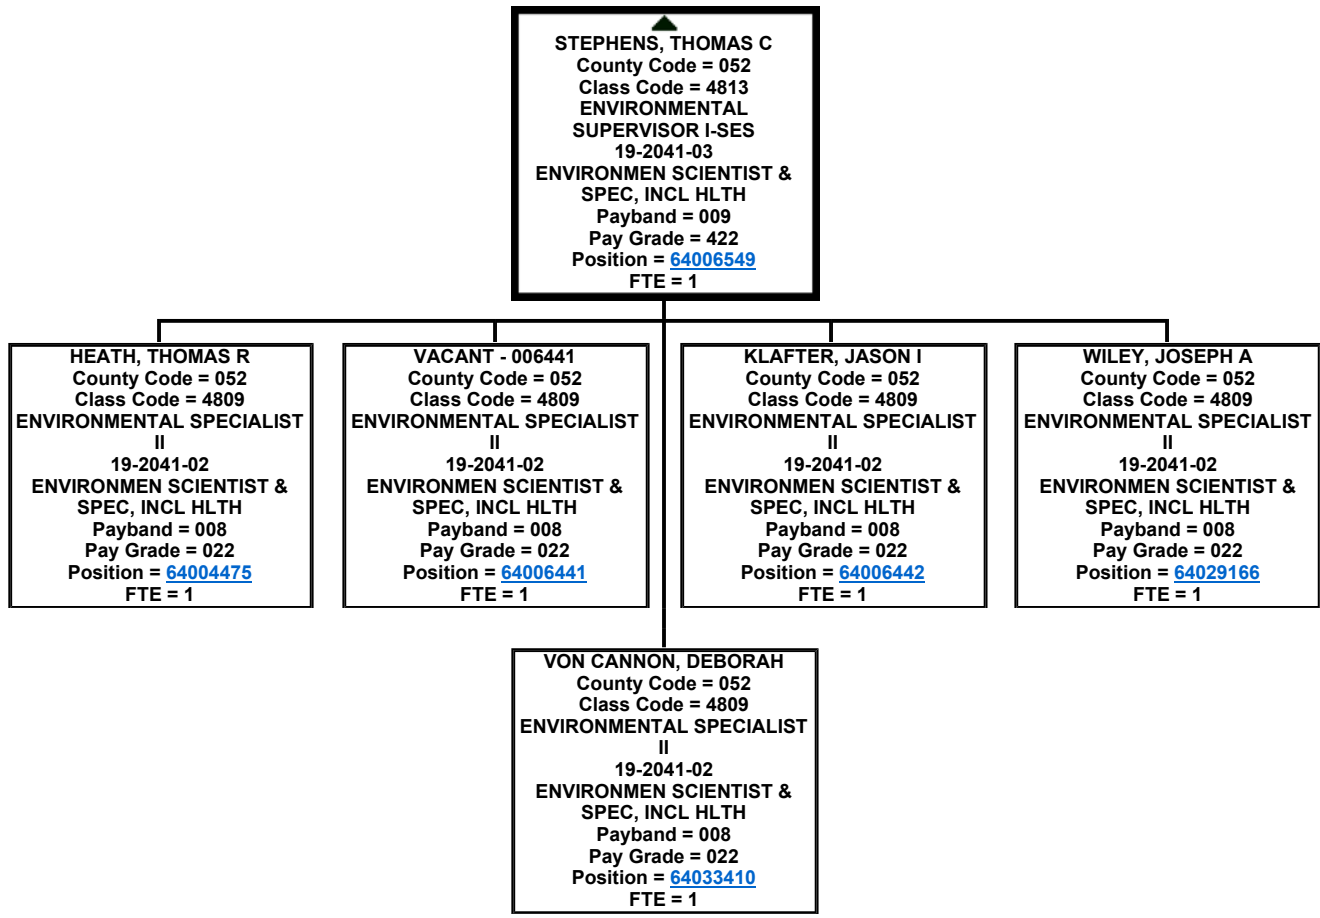 STEPHENS, THOMAS C
County Code = 052
Class Code = 4813
ENVIRONMENTAL
SUPERVISOR I-SES
19-2041-03
ENVIRONMEN SCIENTIST &
SPEC, INCL HLTH
Payband = 009
Pay Grade = 422
Position = 64006549
FTE = 1
HEATH, THOMAS R
County Code = 052
Class Code = 4809
ENVIRONMENTAL SPECIALIST
II
19-2041-02
ENVIRONMEN SCIENTIST &
SPEC, INCL HLTH
Payband = 008
Pay Grade = 022
Position = 64004475
FTE = 1
VACANT - 006441
County Code = 052
Class Code = 4809
ENVIRONMENTAL SPECIALIST
II
19-2041-02
ENVIRONMEN SCIENTIST &
SPEC, INCL HLTH
Payband = 008
Pay Grade = 022
Position = 64006441
FTE = 1
KLAFTER, JASON I
County Code = 052
Class Code = 4809
ENVIRONMENTAL SPECIALIST
II
19-2041-02
ENVIRONMEN SCIENTIST &
SPEC, INCL HLTH
Payband = 008
Pay Grade = 022
Position = 64006442
FTE = 1
WILEY, JOSEPH A
County Code = 052
Class Code = 4809
ENVIRONMENTAL SPECIALIST
II
19-2041-02
ENVIRONMEN SCIENTIST &
SPEC, INCL HLTH
Payband = 008
Pay Grade = 022
Position = 64029166
FTE = 1
VON CANNON, DEBORAH
County Code = 052
Class Code = 4809
ENVIRONMENTAL SPECIALIST
II
19-2041-02
ENVIRONMEN SCIENTIST &
SPEC, INCL HLTH
Payband = 008
Pay Grade = 022
Position = 64033410
FTE = 1